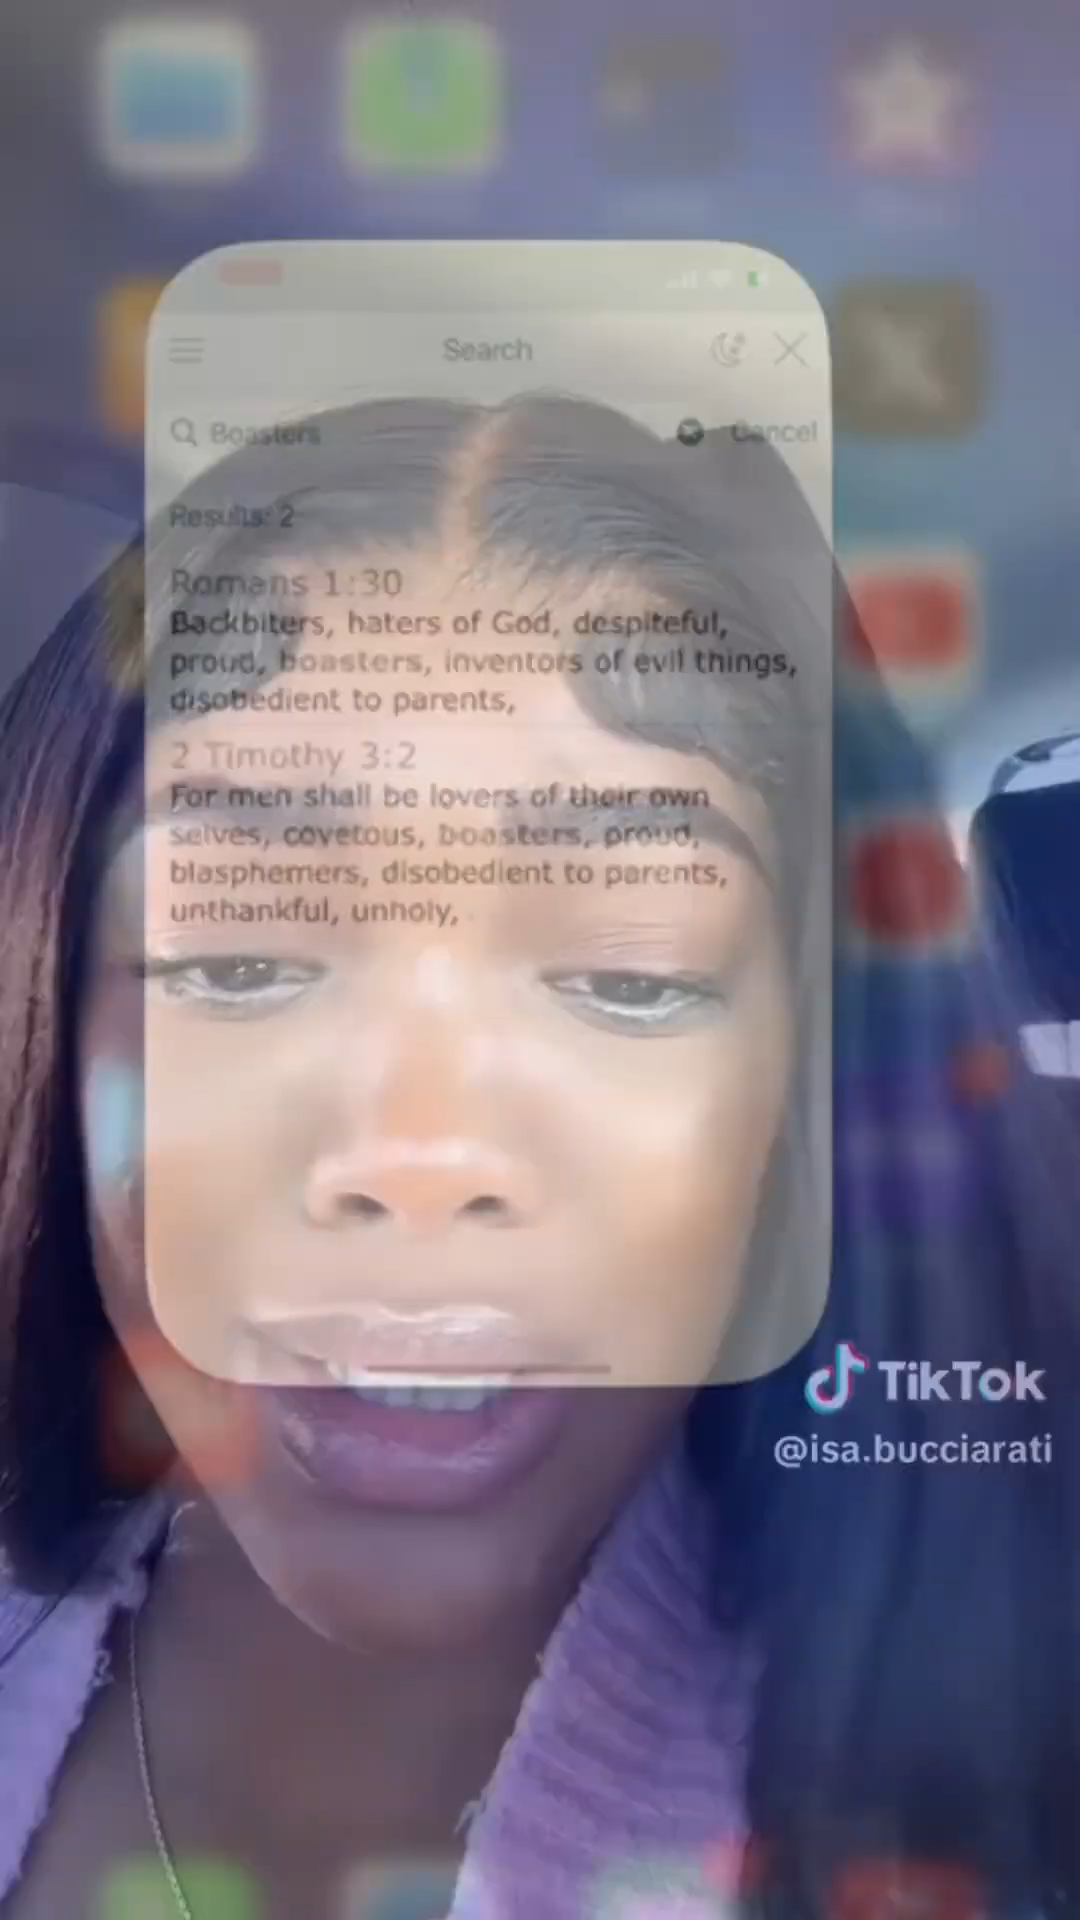 Search
Boasters
Cancel
Results: 2
Romans 1:30
Backbiters, haters of God, despiteful,
proud, boasters, inventors of evil things,
disobedient to parents,
2 Timothy 3:2
For men shall be lovers of their own
selves, covetous, boasters, proud,
blasphemers, disobedient to parents,
unthankful, unholy,
TikTok
@isa.bucciarati